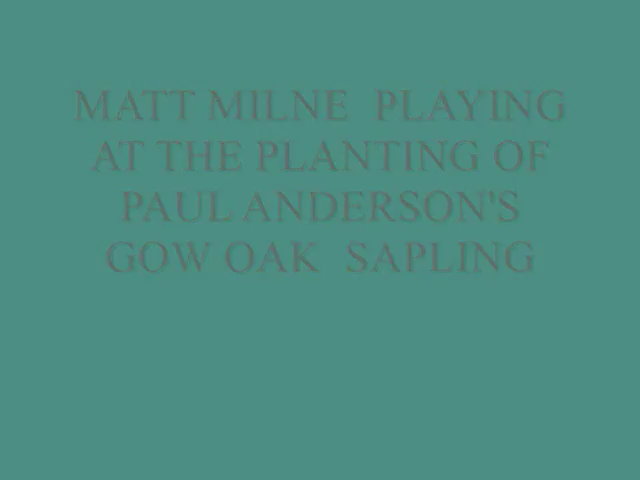 MATT MILNE PLAYING
AT THE PLANTING OF
PAUL ANDERSON'S
GOW OAK SAPLING